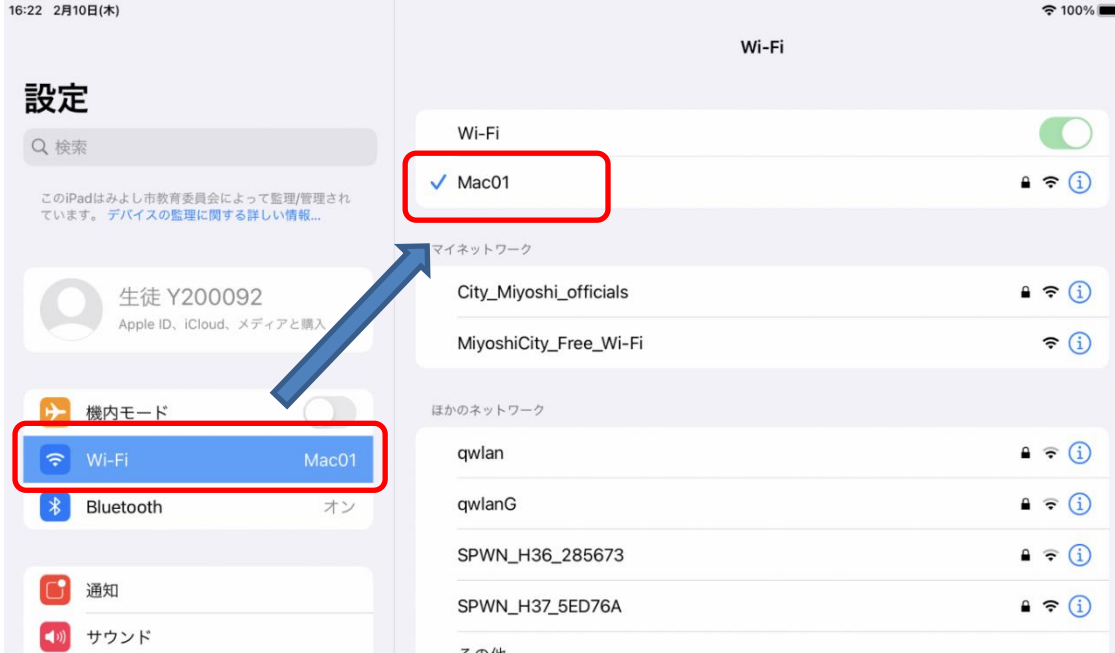 16:22 2月10日(木)
100%
設定
検索
このiPadはみよし市教育委員会によって監理/管理され
ています。 デバイスの監理に関する詳しい情報...
生徒 Y200092
Apple ID、iCloud、メディアと購入
機内モード
Wi-Fi Mac01
Bluetooth オン
通知
サウンド
Wi-Fi
Wi-Fi
Mac01
マイネットワーク
City_Miyoshi_officials
MiyoshiCity_Free_Wi-Fi
ほかのネットワーク
qwlan
qwlanG
SPWN_H36_285673
SPWN_H37_5ED76A
その他